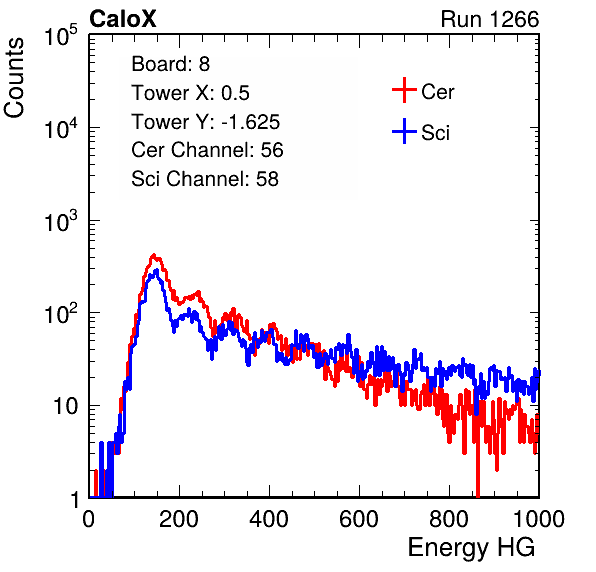 CaloX Run 1266
Counts
10^5
10^4
10^3
10^2
10
1
Board: 8
Tower X: 0.5
Tower Y: -1.625
Cer Channel: 56
Sci Channel: 58
Cer
Sci
0 200 400 600 800 1000
Energy HG